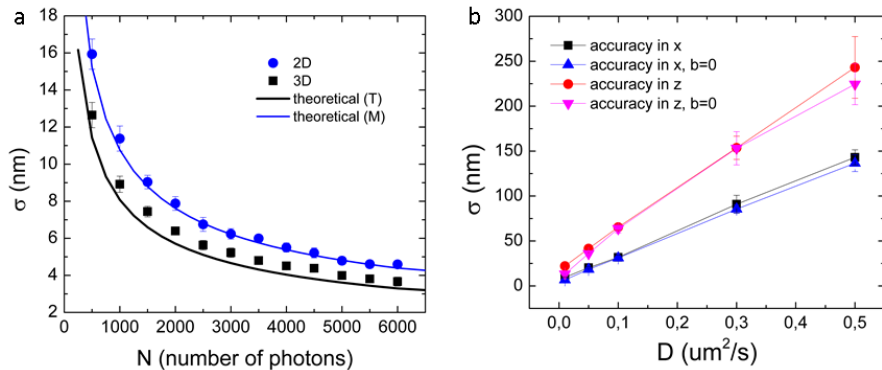 a
18
16
14
12
10
8
6
4
2
σ (nm)
2D
3D
theoretical (T)
theoretical (M)
0
1000
2000
3000
4000
5000
6000
N (number of photons)
b
300
250
200
150
100
50
0
σ (nm)
accuracy in x
accuracy in x, b=0
accuracy in z
accuracy in z, b=0
0,0
0,1
0,2
0,3
0,4
0,5
D (um²/s)